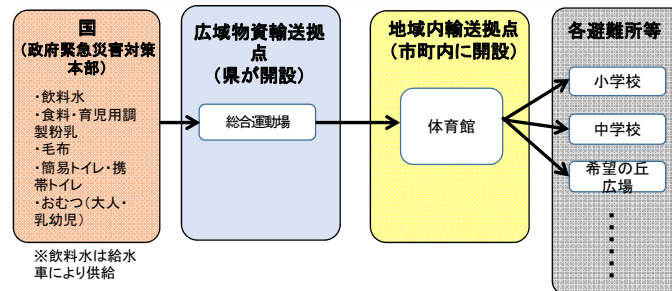 国
(政府緊急災害対策
本部)
・飲料水
・食料・育児用調
製粉乳
・毛布
・簡易トイレ・携
帯トイレ
・おむつ(大人・
乳幼児)
※飲料水は給水
車により供給
広域物資輸送拠
点
(県が開設)
総合運動場
地域内輸送拠点
(市町内に開設)
体育館
各避難所等
小学校
中学校
希望の丘
広場